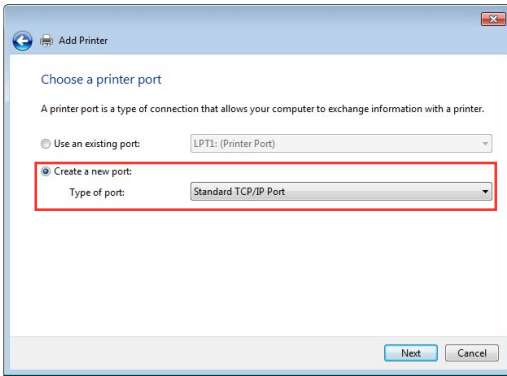 Add Printer
Choose a printer port
A printer port is a type of connection that allows your computer to exchange information with a printer.
Use an existing port: LPT1: (Printer Port)
Create a new port:
Type of port: Standard TCP/IP Port
Next Cancel